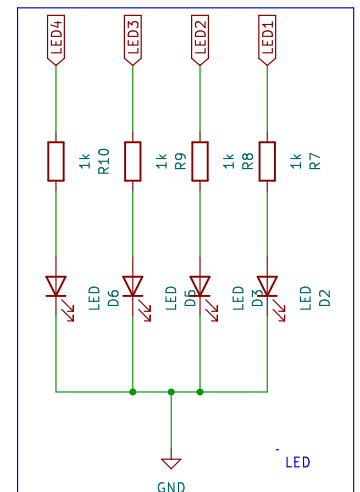 LED4
LED3
LED2
LED1
1k
R10
1k
R9
1k
R8
1k
R7
LED
D6
LED
D5
LED
D3
LED
D2
LED
GND